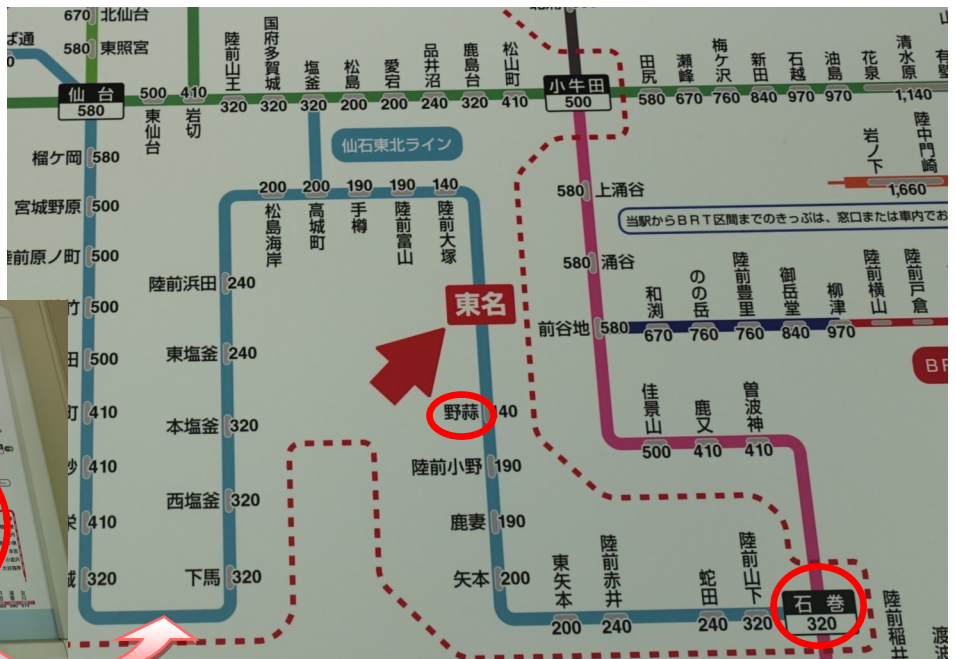 670 北仙台
580 東照宮
ば通
仙台
580
500
東仙台
410
岩切
陸前山王
320
国府多賀城
320
塩釜
320
松島
200
愛宕
200
品井沼
240
鹿島台
320
松山町
410
小牛田
500
田尻
580
瀬峰
670
梅ケ沢
760
新田
840
石越
970
油島
970
花泉
清水原
有壁
1,140
岩ノ下
陸中門崎
1,660
仙石東北ライン
当駅からBRT区間までのきっぷは、窓口または車内でお
榴ケ岡 580
宮城野原 500
陸前原ノ町 500
竹 500
田 500
町 410
410
栄 410
城 320
下馬 320
西塩釜 320
本塩釜 320
東塩釜 240
陸前浜田 240
200
松島海岸
200
高城町
190
手樽
190
陸前富山
140
陸前大塚
東名
野蒜 140
陸前小野 190
鹿妻 190
矢本 200
東矢本
200
陸前赤井
240
蛇田
240
陸前山下
320
石巻
320
陸前稲井
渡波
580 上涌谷
580 涌谷
前谷地 580
和渕
670
のの岳
760
陸前豊里
760
御岳堂
840
柳津
970
陸前横山
陸前戸倉
佳景山
500
鹿又
410
曽波神
410